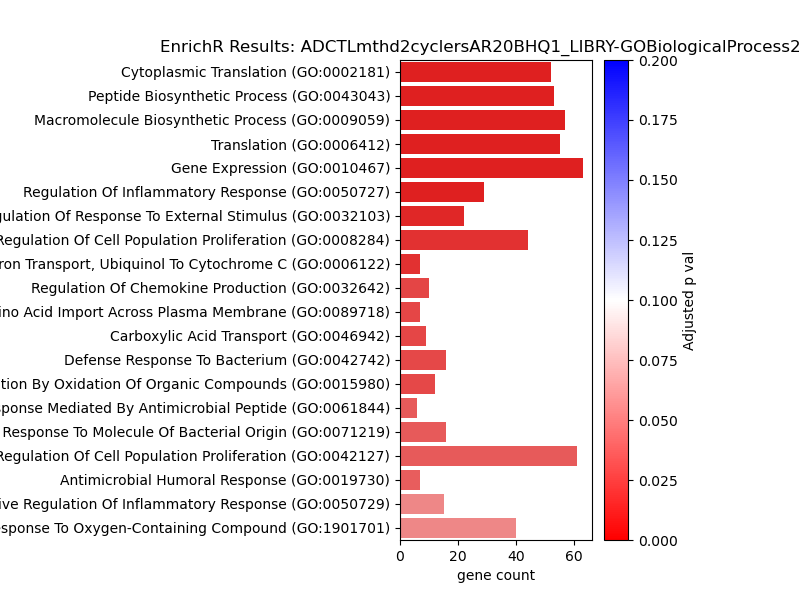 EnrichR Results: ADCTLmthd2cyclersAR20BHQ1_LIBRY-GOBiologicalProcess2
Cytoplasmic Translation (GO:0002181)
Peptide Biosynthetic Process (GO:0043043)
Macromolecule Biosynthetic Process (GO:0009059)
Translation (GO:0006412)
Gene Expression (GO:0010467)
Regulation Of Inflammatory Response (GO:0050727)
gulation Of Response To External Stimulus (GO:0032103)
Regulation Of Cell Population Proliferation (GO:0008284)
ron Transport, Ubiquinol To Cytochrome C (GO:0006122)
Regulation Of Chemokine Production (GO:0032642)
no Acid Import Across Plasma Membrane (GO:0089718)
Carboxylic Acid Transport (GO:0046942)
Defense Response To Bacterium (GO:0042742)
tion By Oxidation Of Organic Compounds (GO:0015980)
sponse Mediated By Antimicrobial Peptide (GO:0061844)
Response To Molecule Of Bacterial Origin (GO:0071219)
Regulation Of Cell Population Proliferation (GO:0042127)
Antimicrobial Humoral Response (GO:0019730)
ive Regulation Of Inflammatory Response (GO:0050729)
sponse To Oxygen-Containing Compound (GO:1901701)
0 20 40 60
gene count
0.200
0.175
0.150
0.125
0.100
0.075
0.050
0.025
0.000
Adjusted p val